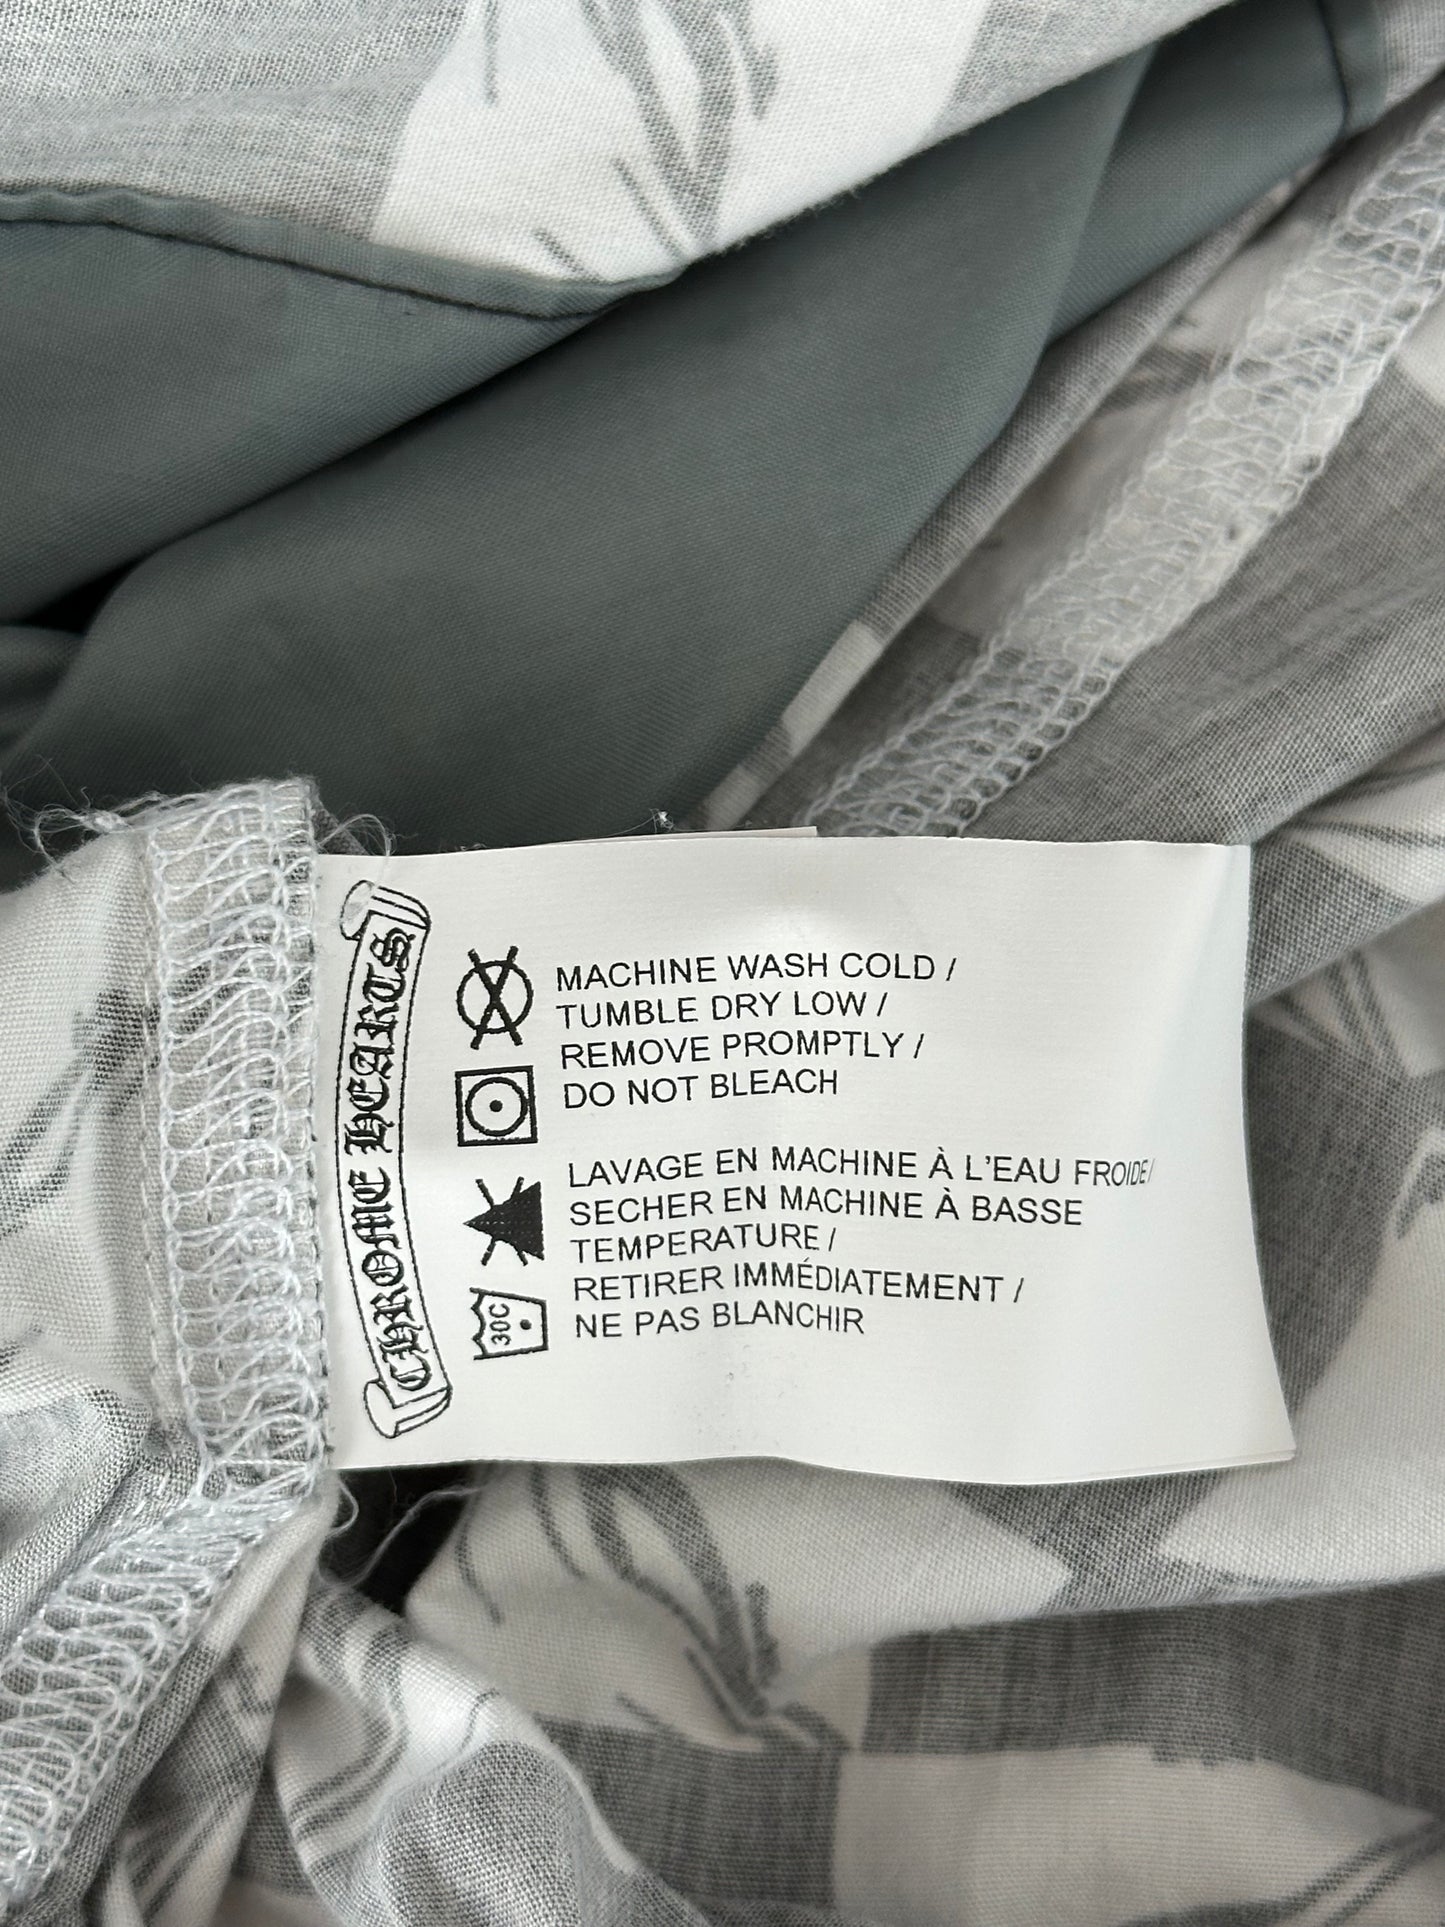 CHROME HEARTS
MACHINE WASH COLD /
TUMBLE DRY LOW /
REMOVE PROMPTLY /
DO NOT BLEACH
LAVAGE EN MACHINE À L'EAU FROIDE/
SECHER EN MACHINE À BASSE
TEMPERATURE /
RETIRER IMMÉDIATEMENT /
NE PAS BLANCHIR
30C